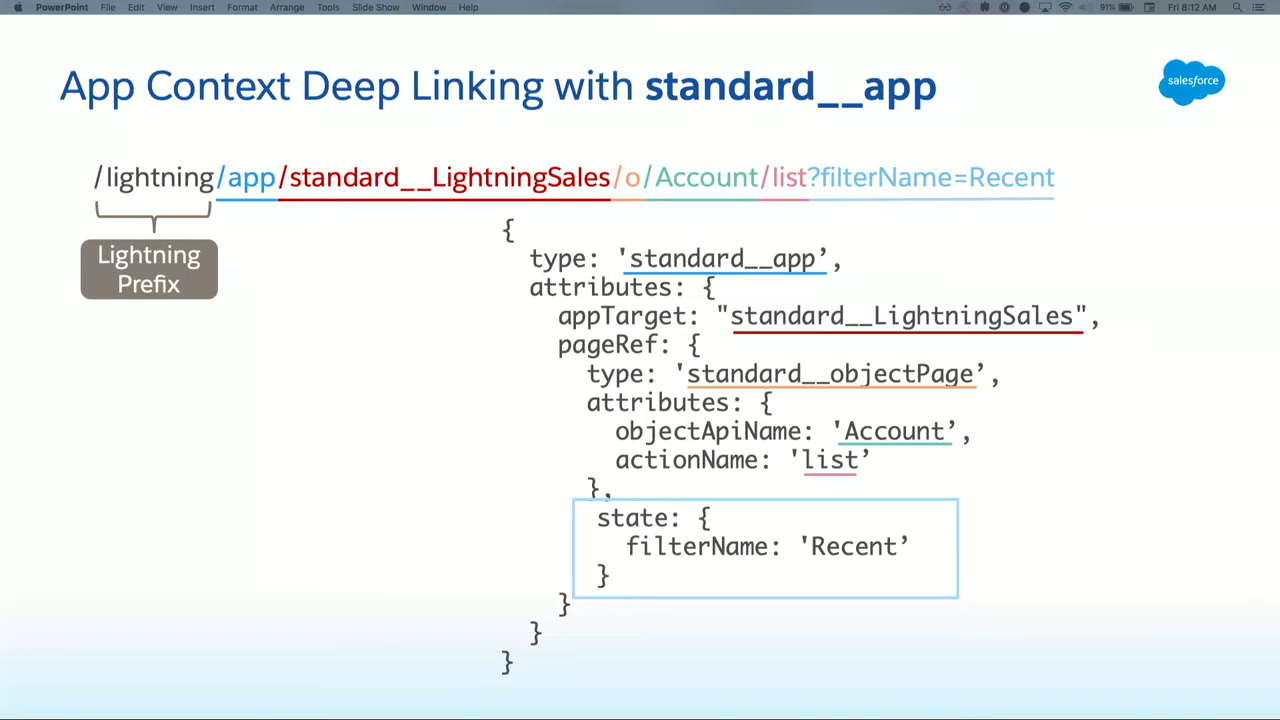 PowerPoint File Edit View Insert Format Arrange Tools Slide Show Window Help 91% Fri 8:12 AM
App Context Deep Linking with standard__app
salesforce
/lightning/app/standard__LightningSales/o/Account/list?filterName=Recent
Lightning
Prefix
{
type: 'standard__app’,
attributes: {
appTarget: "standard__LightningSales",
pageRef: {
type: 'standard__objectPage’,
attributes: {
objectApiName: 'Account’,
actionName: 'list’
},
state: {
filterName: 'Recent’
}
}
}
}